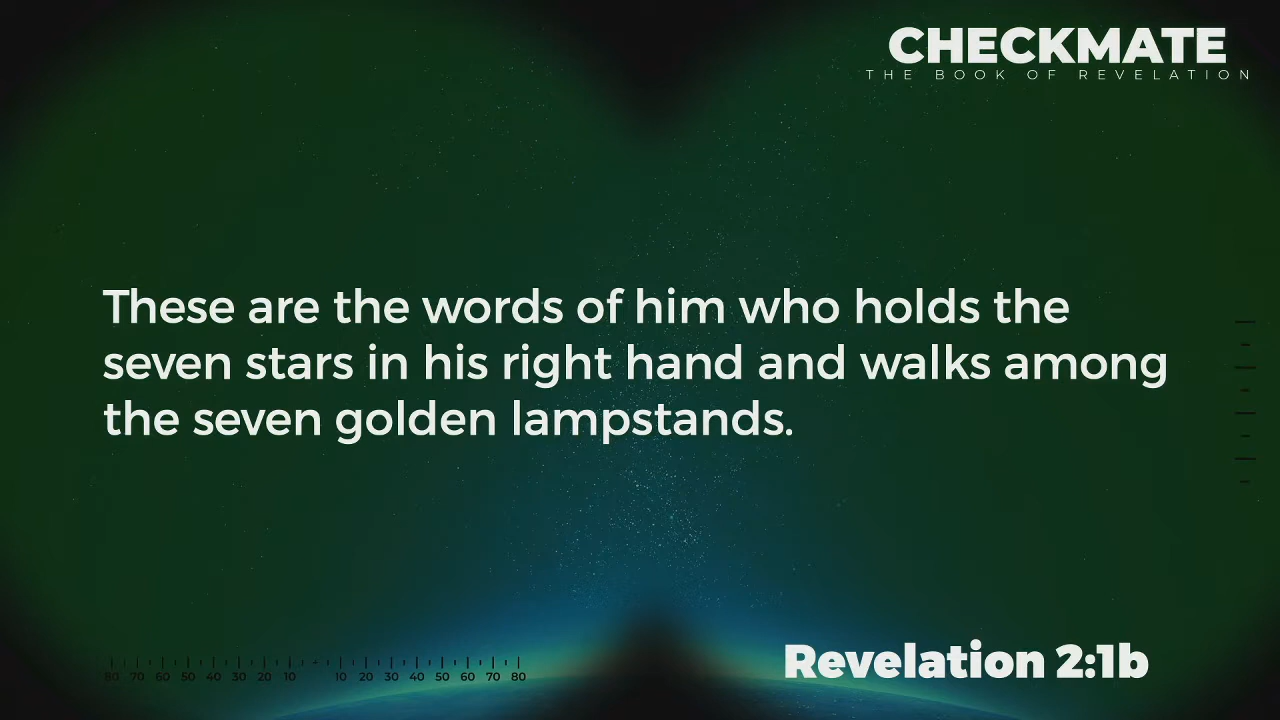 CHECKMATE
THE BOOK OF REVELATION
These are the words of him who holds the
seven stars in his right hand and walks among
the seven golden lampstands.
Revelation 2:1b
80 70 60 50 40 30 20 10 10 20 30 40 50 60 70 80